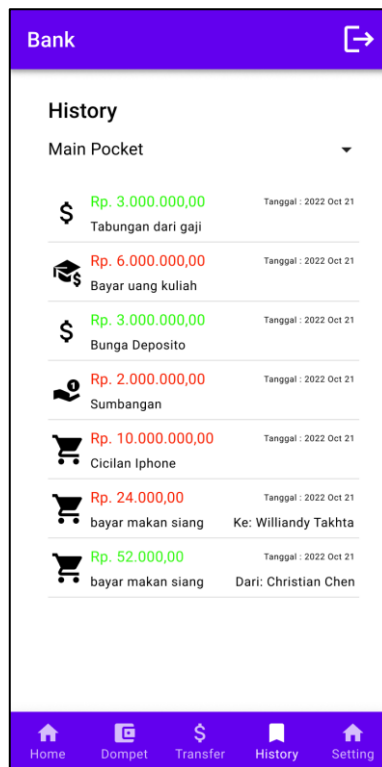 Bank
History
Main Pocket
Rp. 3.000.000,00 Tanggal : 2022 Oct 21
Tabungan dari gaji
Rp. 6.000.000,00 Tanggal : 2022 Oct 21
Bayar uang kuliah
Rp. 3.000.000,00 Tanggal : 2022 Oct 21
Bunga Deposito
Rp. 2.000.000,00 Tanggal : 2022 Oct 21
Sumbangan
Rp. 10.000.000,00 Tanggal : 2022 Oct 21
Cicilan Iphone
Rp. 24.000,00 Tanggal : 2022 Oct 21
bayar makan siang Ke: Williandy Takhta
Rp. 52.000,00 Tanggal : 2022 Oct 21
bayar makan siang Dari: Christian Chen
Home Dompet Transfer History Setting